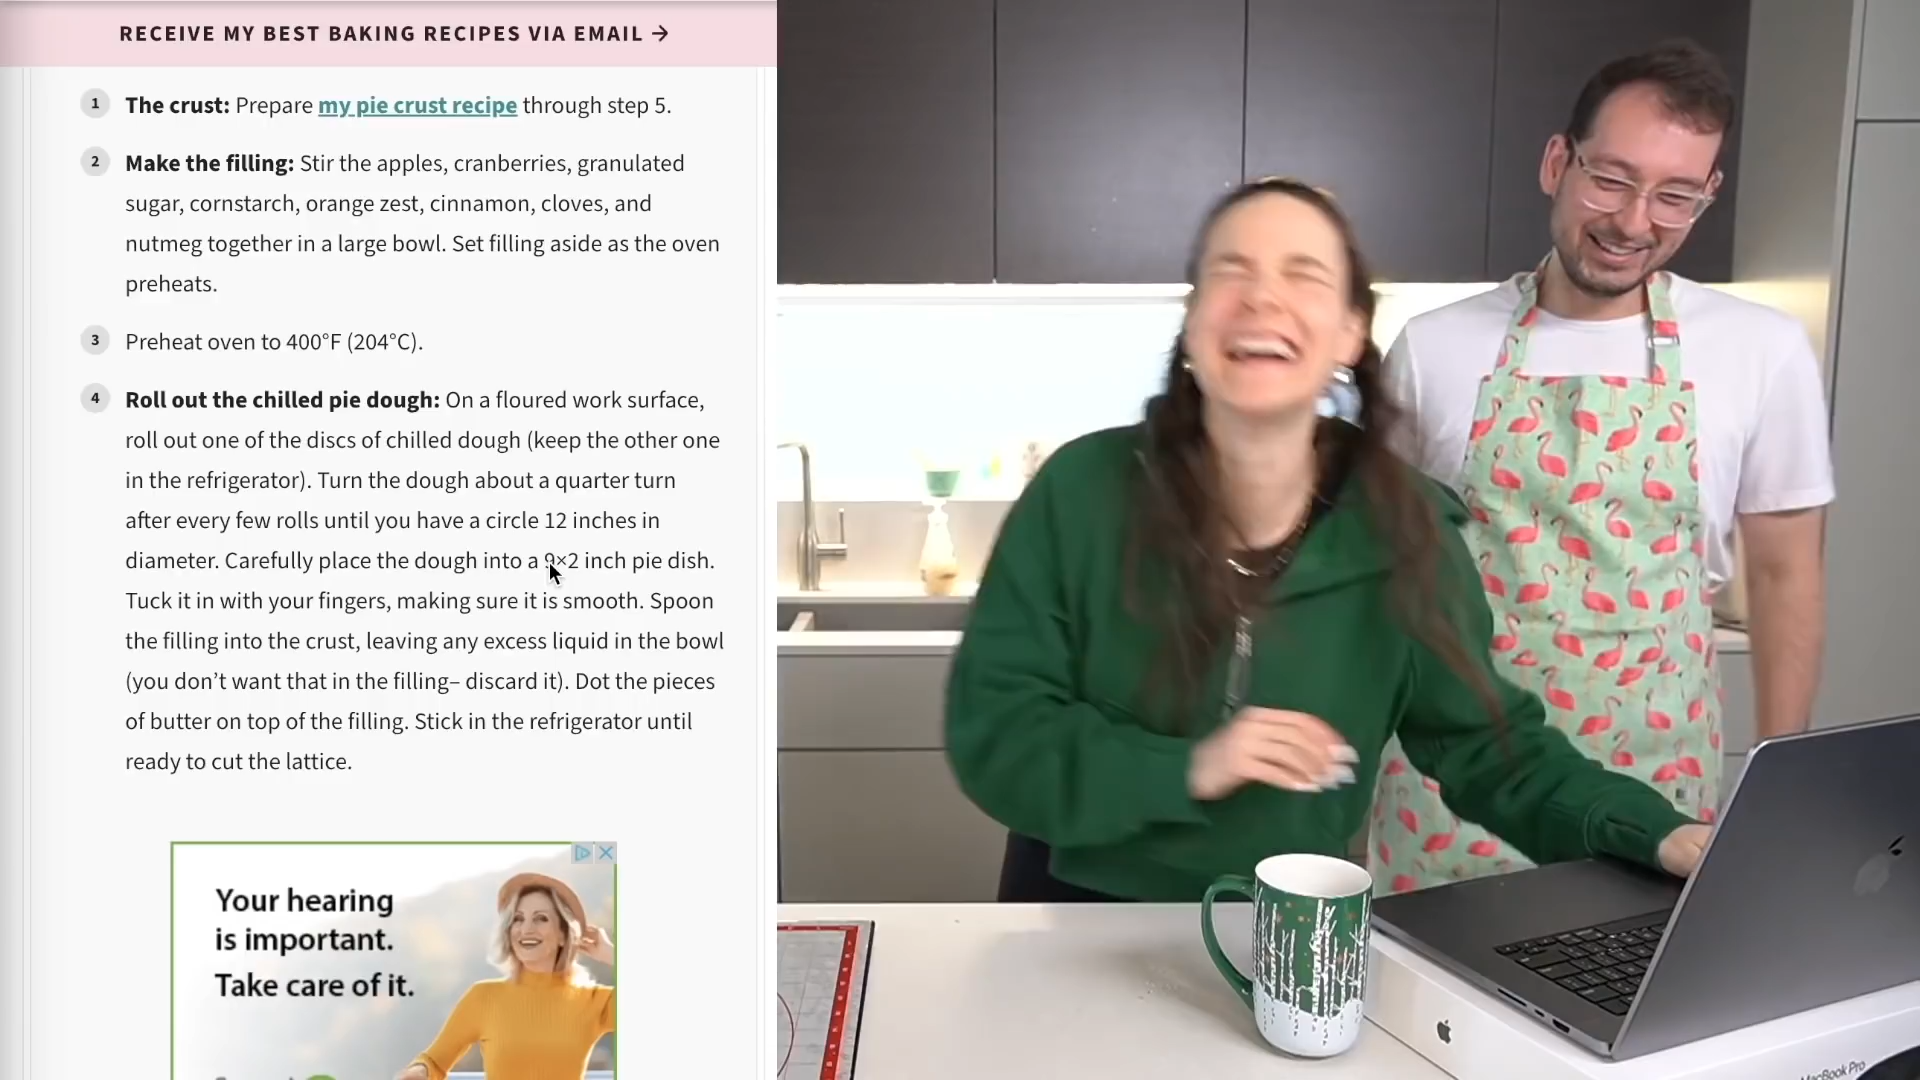 RECEIVE MY BEST BAKING RECIPES VIA EMAIL →
1 The crust: Prepare my pie crust recipe through step 5.
2 Make the filling: Stir the apples, cranberries, granulated
sugar, cornstarch, orange zest, cinnamon, cloves, and
nutmeg together in a large bowl. Set filling aside as the oven
preheats.
3 Preheat oven to 400°F (204°C).
4 Roll out the chilled pie dough: On a floured work surface,
roll out one of the discs of chilled dough (keep the other one
in the refrigerator). Turn the dough about a quarter turn
after every few rolls until you have a circle 12 inches in
diameter. Carefully place the dough into a 9×2 inch pie dish.
Tuck it in with your fingers, making sure it is smooth. Spoon
the filling into the crust, leaving any excess liquid in the bowl
(you don’t want that in the filling– discard it). Dot the pieces
of butter on top of the filling. Stick in the refrigerator until
ready to cut the lattice.
Your hearing
is important.
Take care of it.
MacBook Pro